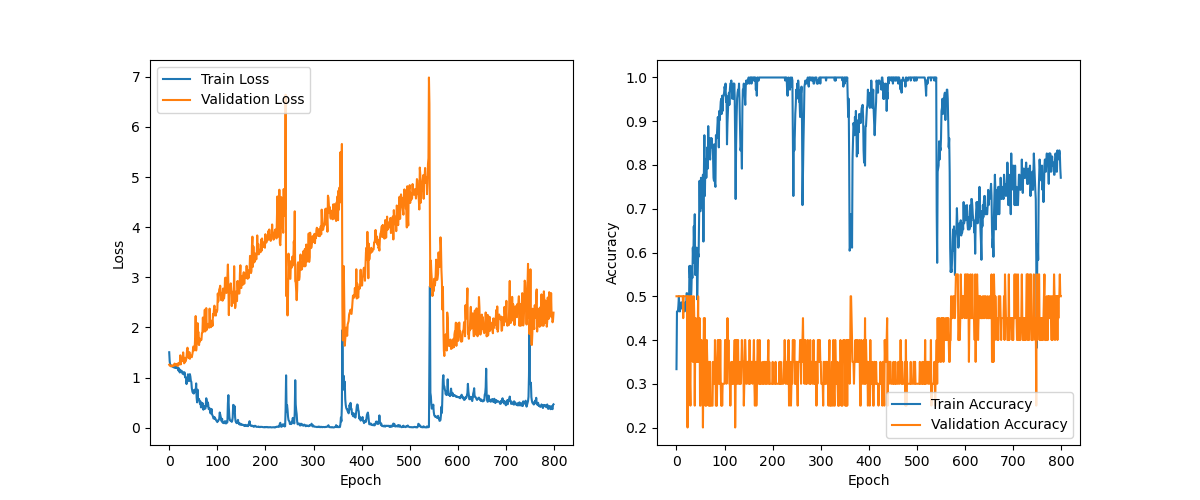 Train Loss
Validation Loss
7
6
5
4
3
2
1
0
Loss
0 100 200 300 400 500 600 700 800
Epoch
1.0
0.9
0.8
0.7
0.6
0.5
0.4
0.3
0.2
Accuracy
Train Accuracy
Validation Accuracy
0 100 200 300 400 500 600 700 800
Epoch